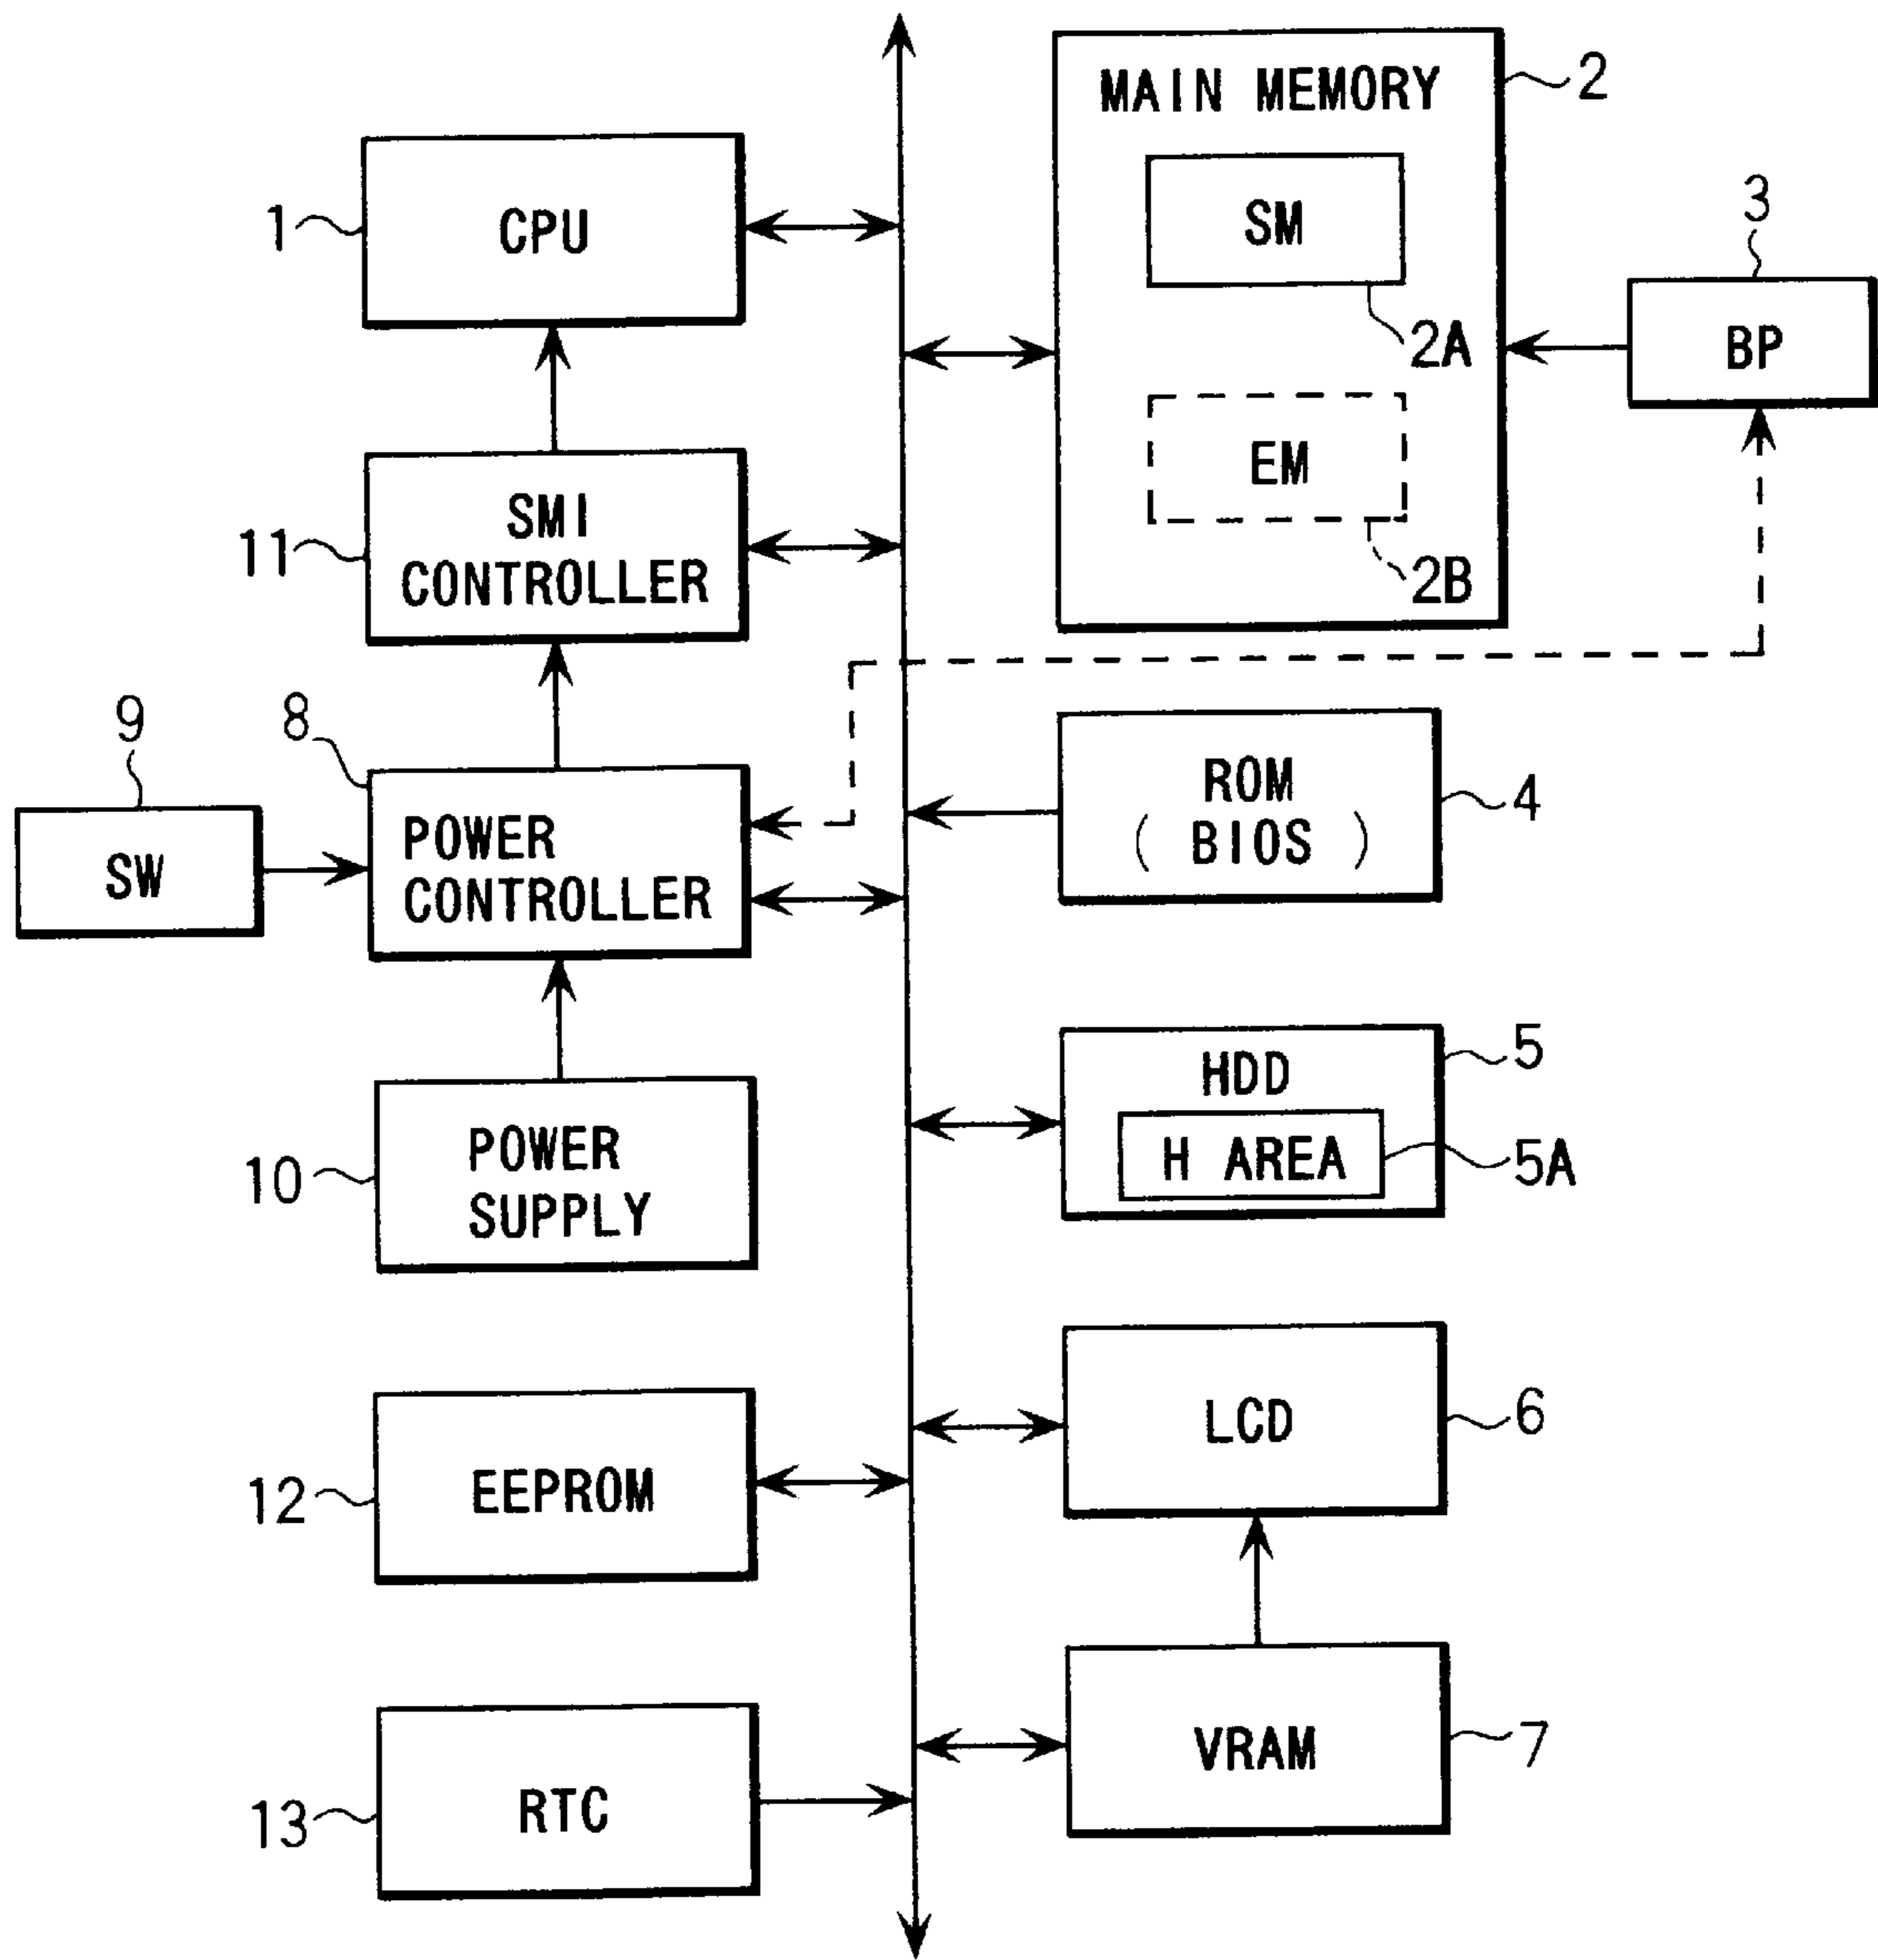 MAIN MEMORY
2
CPU
1
SM
2A
3
BP
EM
2B
SMI
CONTROLLER
11
9
SW
8
POWER
CONTROLLER
ROM
( BIOS )
4
HDD
5
H AREA
5A
POWER
SUPPLY
10
LCD
6
EEPROM
12
VRAM
7
RTC
13